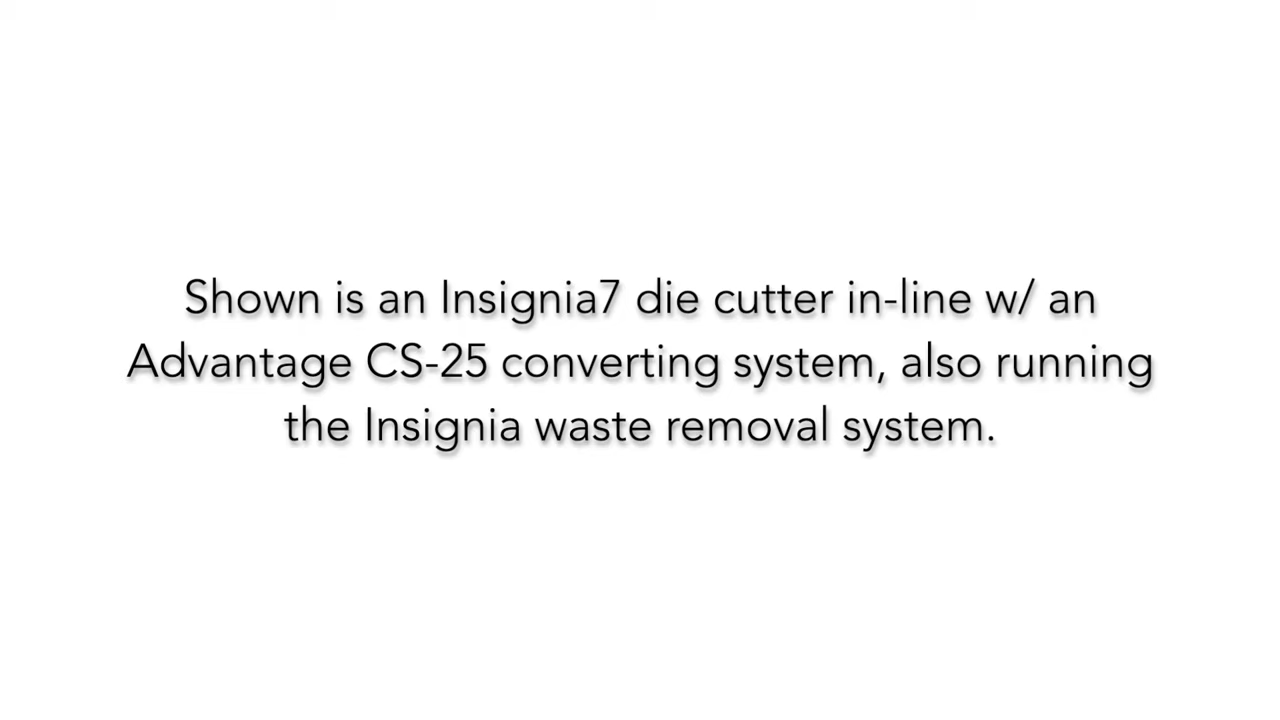 Shown is an Insignia7 die cutter in-line w/ an
Advantage CS-25 converting system, also running
the Insignia waste removal system.